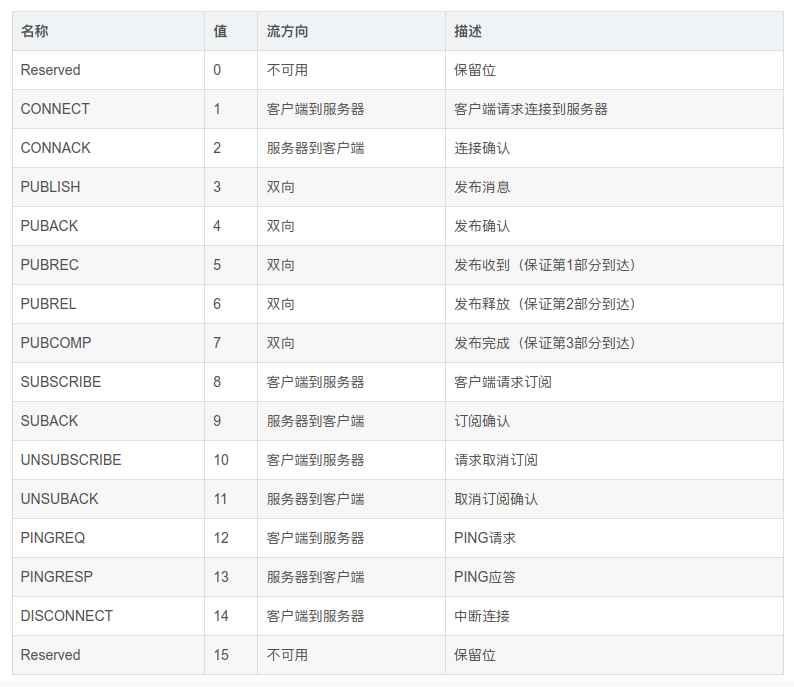 名称 值 流方向 描述
Reserved 0 不可用 保留位
CONNECT 1 客户端到服务器 客户端请求连接到服务器
CONNACK 2 服务器到客户端 连接确认
PUBLISH 3 双向 发布消息
PUBACK 4 双向 发布确认
PUBREC 5 双向 发布收到（保证第1部分到达）
PUBREL 6 双向 发布释放（保证第2部分到达）
PUBCOMP 7 双向 发布完成（保证第3部分到达）
SUBSCRIBE 8 客户端到服务器 客户端请求订阅
SUBACK 9 服务器到客户端 订阅确认
UNSUBSCRIBE 10 客户端到服务器 请求取消订阅
UNSUBACK 11 服务器到客户端 取消订阅确认
PINGREQ 12 客户端到服务器 PING请求
PINGRESP 13 服务器到客户端 PING应答
DISCONNECT 14 客户端到服务器 中断连接
Reserved 15 不可用 保留位